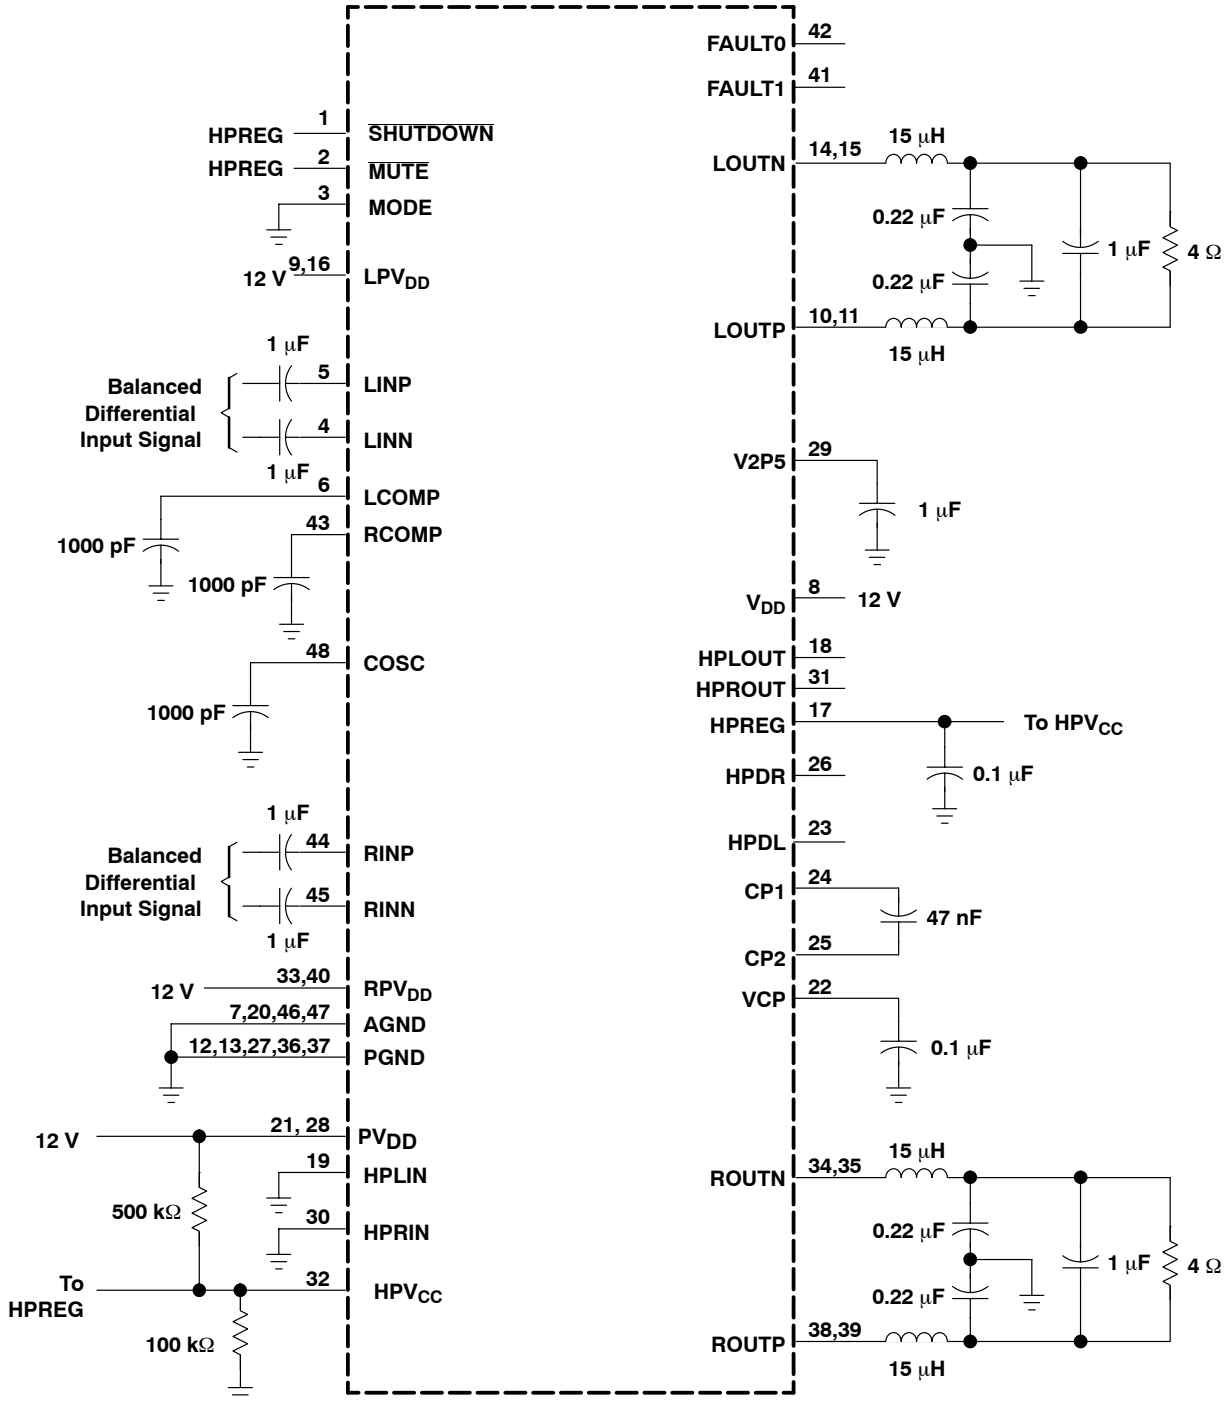 FAULT0 42
FAULT1 41
HPREG 1 SHUTDOWN
HPREG 2 MUTE
3 MODE
12 V 9,16 LPVDD
LOUTN 14,15 15 μH
0.22 μF
0.22 μF
1 μF
4 Ω
LOUTP 10,11
15 μH
1 μF
5 LINP
Balanced
Differential
Input Signal
4 LINN
1 μF
6 LCOMP
1000 pF
43 RCOMP
1000 pF
48 COSC
1000 pF
V2P5 29
1 μF
VDD 8 12 V
HPLOUT 18
HPROUT 31
HPREG 17 To HPVCC
0.1 μF
HPDR 26
HPDL 23
CP1 24
47 nF
CP2 25
VCP 22
0.1 μF
1 μF
44 RINP
Balanced
Differential
Input Signal
45 RINN
1 μF
12 V 33,40 RPVDD
7,20,46,47 AGND
12,13,27,36,37 PGND
12 V 21, 28 PVDD
19 HPLIN
500 kΩ
30 HPRIN
To
HPREG
32 HPVCC
100 kΩ
ROUTN 34,35 15 μH
0.22 μF
0.22 μF
1 μF
4 Ω
ROUTP 38,39
15 μH